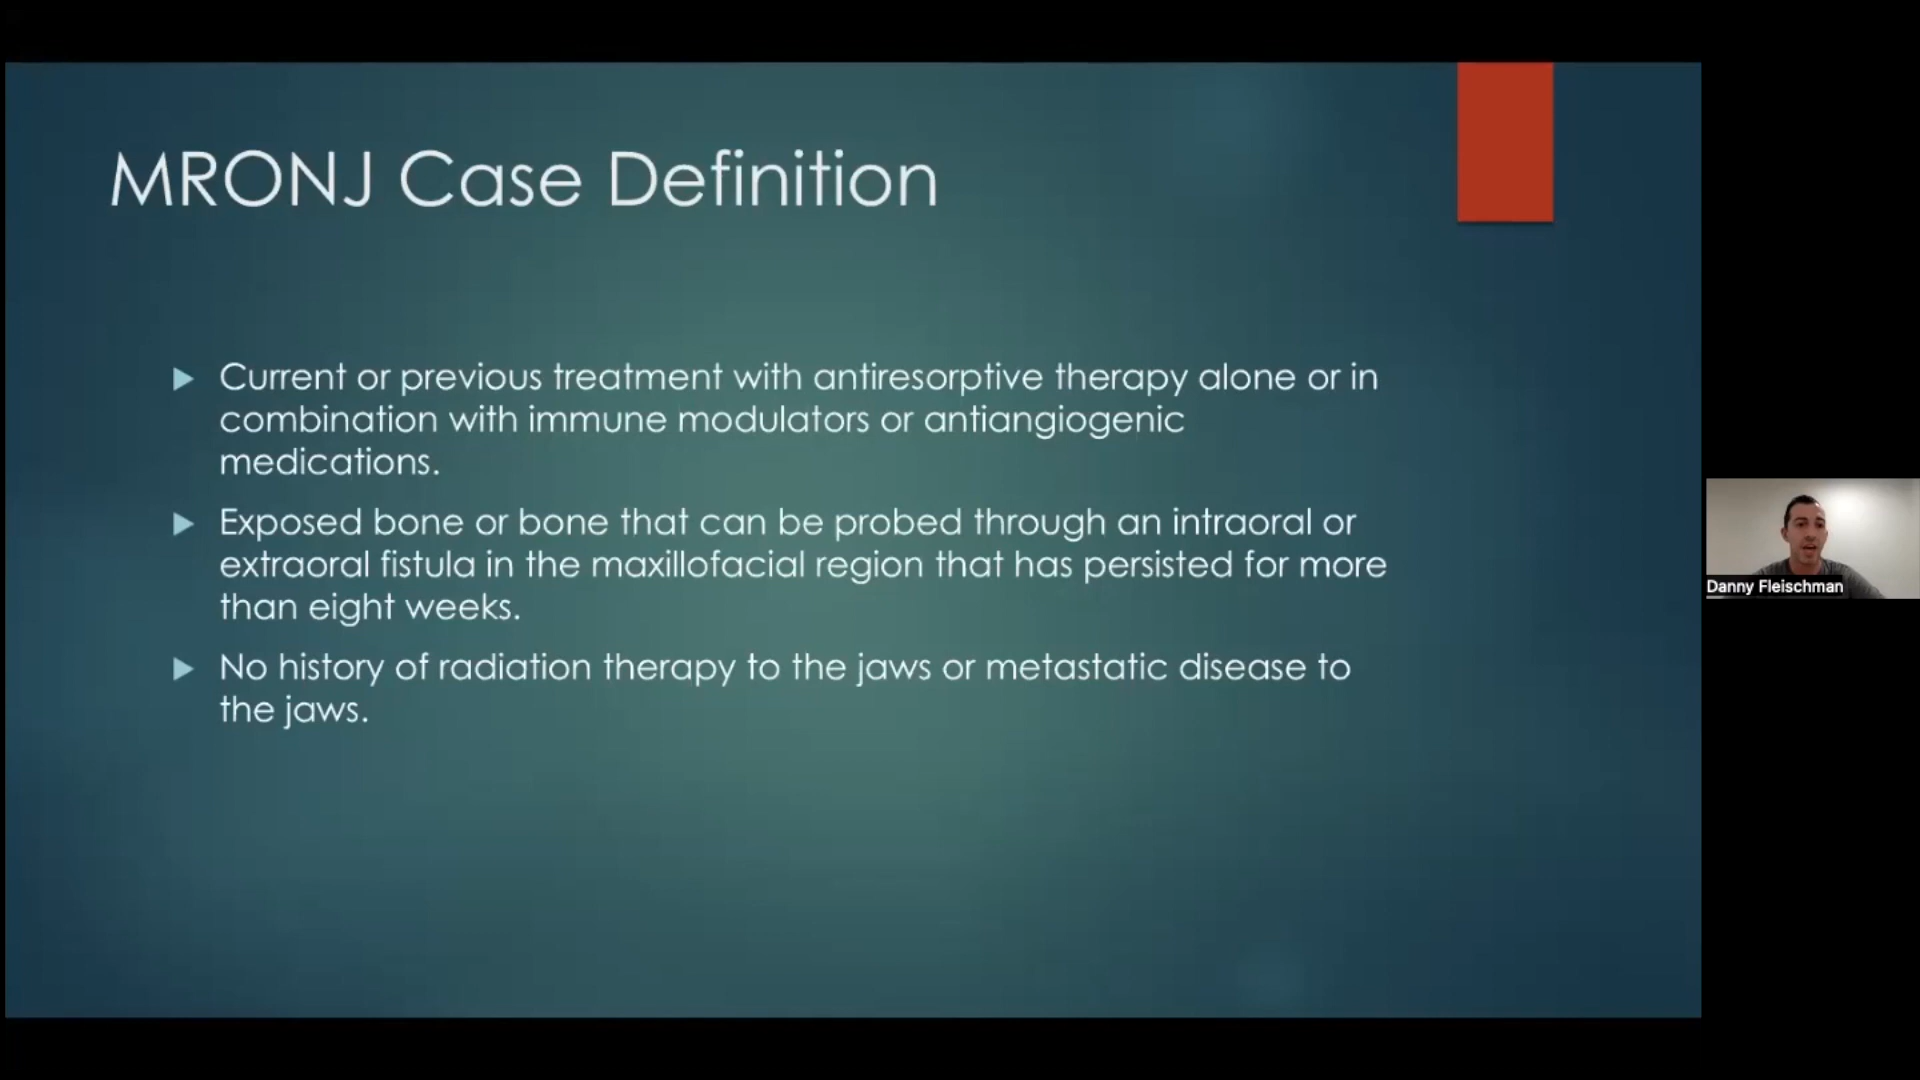 MRONJ Case Definition
Current or previous treatment with antiresorptive therapy alone or in
combination with immune modulators or antiangiogenic
medications.
Exposed bone or bone that can be probed through an intraoral or
extraoral fistula in the maxillofacial region that has persisted for more
than eight weeks.
No history of radiation therapy to the jaws or metastatic disease to
the jaws.
Danny Fleischman